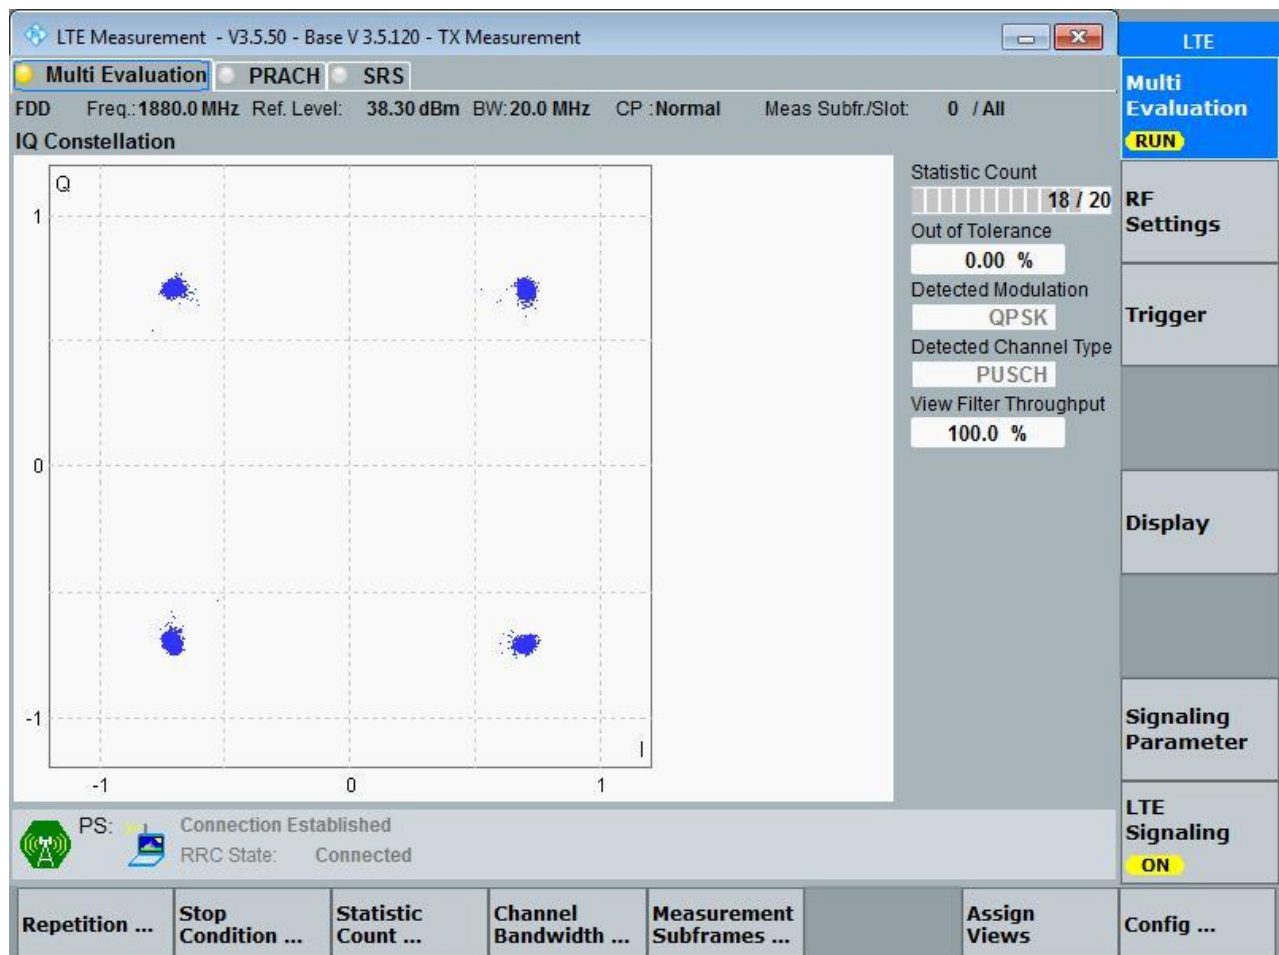 LTE Measurement - V3.5.50 - Base V 3.5.120 - TX Measurement
LTE
Multi Evaluation PRACH SRS
FDD Freq.:1880.0 MHz Ref. Level: 38.30 dBm BW:20.0 MHz CP :Normal Meas Subfr./Slot: 0 / All
IQ Constellation
Q
1
0
-1
I
-1 0 1
Statistic Count
18 / 20
Out of Tolerance
0.00 %
Detected Modulation
QPSK
Detected Channel Type
PUSCH
View Filter Throughput
100.0 %
Multi
Evaluation
RUN
RF
Settings
Trigger
Display
Signaling
Parameter
LTE
Signaling
ON
PS: Connection Established
RRC State: Connected
Repetition ...
Stop
Condition ...
Statistic
Count ...
Channel
Bandwidth ...
Measurement
Subframes ...
Assign
Views
Config ...